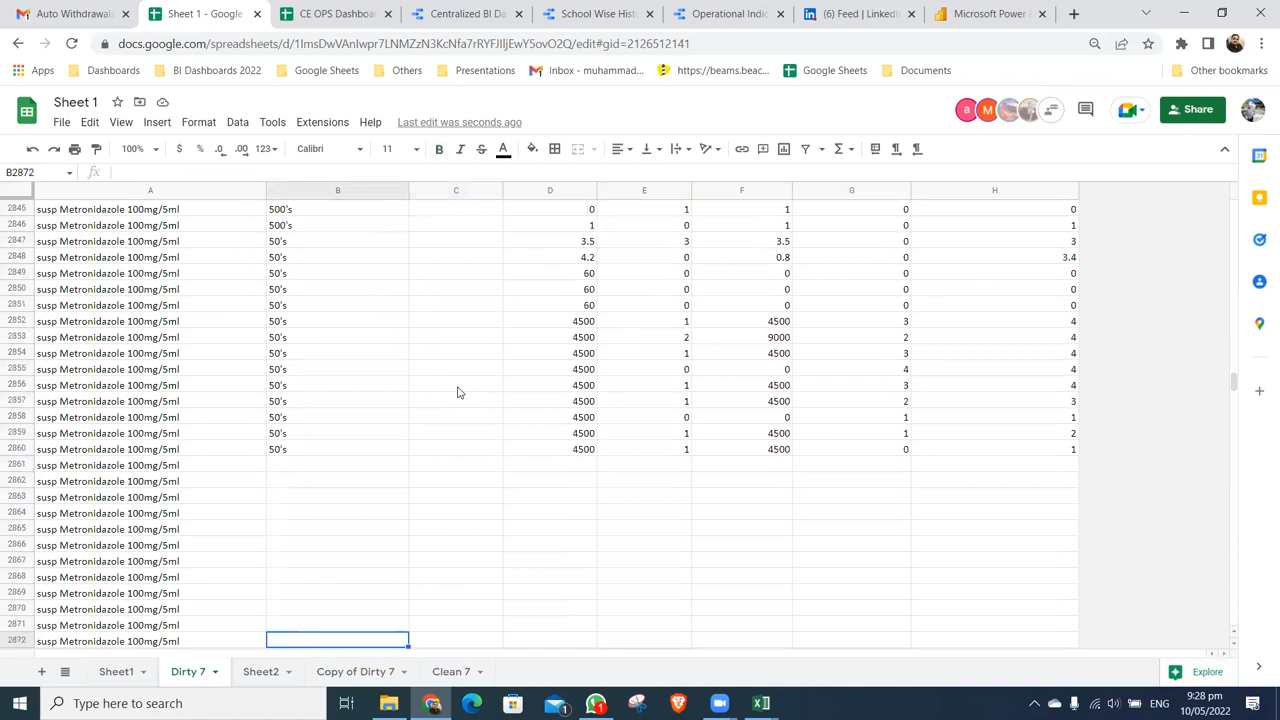 Auto Withdrawals
Sheet 1 - Google
CE OPS Dashboar
Centralized BI Da
School Wise Hist
Operational Indic
(6) Feed | LinkedI
Microsoft Power
docs.google.com/spreadsheets/d/
/edit#gid=2126512141
Apps
Dashboards
BI Dashboards 2022
Google Sheets
Others
Presentations
Inbox - muhammad...
https://beams.beac...
Google Sheets
Documents
Other bookmarks
Sheet 1
File Edit View Insert Format Data Tools Extensions Help Last edit was seconds ago
a M
Share
100% $ % .0 .00 123 Calibri 11 B I S A
B2872 fx
A B C D E F G H
2845 susp Metronidazole 100mg/5ml 500's 0 1 1 0 0
2846 susp Metronidazole 100mg/5ml 500's 1 0 1 0 1
2847 susp Metronidazole 100mg/5ml 50's 3.5 3 3.5 0 3
2848 susp Metronidazole 100mg/5ml 50's 4.2 0 0.8 0 3.4
2849 susp Metronidazole 100mg/5ml 50's 60 0 0 0 0
2850 susp Metronidazole 100mg/5ml 50's 60 0 0 0 0
2851 susp Metronidazole 100mg/5ml 50's 60 0 0 0 0
2852 susp Metronidazole 100mg/5ml 50's 4500 1 4500 3 4
2853 susp Metronidazole 100mg/5ml 50's 4500 2 9000 2 4
2854 susp Metronidazole 100mg/5ml 50's 4500 1 4500 3 4
2855 susp Metronidazole 100mg/5ml 50's 4500 0 0 4 4
2856 susp Metronidazole 100mg/5ml 50's 4500 1 4500 3 4
2857 susp Metronidazole 100mg/5ml 50's 4500 1 4500 2 3
2858 susp Metronidazole 100mg/5ml 50's 4500 0 0 1 1
2859 susp Metronidazole 100mg/5ml 50's 4500 1 4500 1 2
2860 susp Metronidazole 100mg/5ml 50's 4500 1 4500 0 1
2861 susp Metronidazole 100mg/5ml
2862 susp Metronidazole 100mg/5ml
2863 susp Metronidazole 100mg/5ml
2864 susp Metronidazole 100mg/5ml
2865 susp Metronidazole 100mg/5ml
2866 susp Metronidazole 100mg/5ml
2867 susp Metronidazole 100mg/5ml
2868 susp Metronidazole 100mg/5ml
2869 susp Metronidazole 100mg/5ml
2870 susp Metronidazole 100mg/5ml
2871 susp Metronidazole 100mg/5ml
2872 susp Metronidazole 100mg/5ml
Sheet1 Dirty 7 Sheet2 Copy of Dirty 7 Clean 7 Explore
Type here to search
1
1
ENG
9:28 pm
10/05/2022